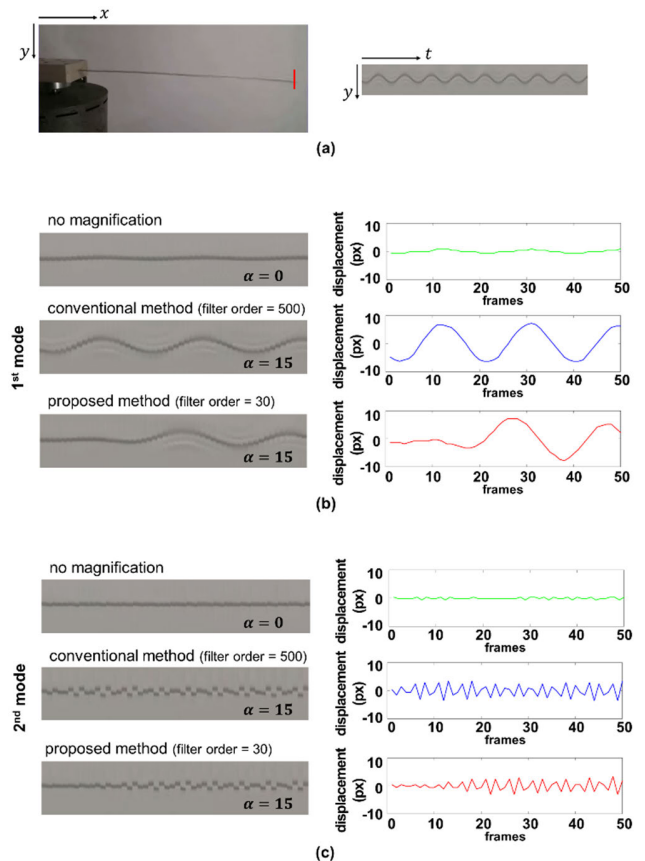 x
y
t
y
(a)
no magnification
α = 0
conventional method (filter order = 500)
α = 15
proposed method (filter order = 30)
α = 15
1st mode
displacement
(px)
10
0
-10
0 10 20 30 40 50
frames
displacement
(px)
10
0
-10
0 10 20 30 40 50
frames
displacement
(px)
10
0
-10
0 10 20 30 40 50
frames
(b)
no magnification
α = 0
conventional method (filter order = 500)
α = 15
proposed method (filter order = 30)
α = 15
2nd mode
displacement
(px)
10
0
-10
0 10 20 30 40 50
frames
displacement
(px)
10
0
-10
0 10 20 30 40 50
frames
displacement
(px)
10
0
-10
0 10 20 30 40 50
frames
(c)